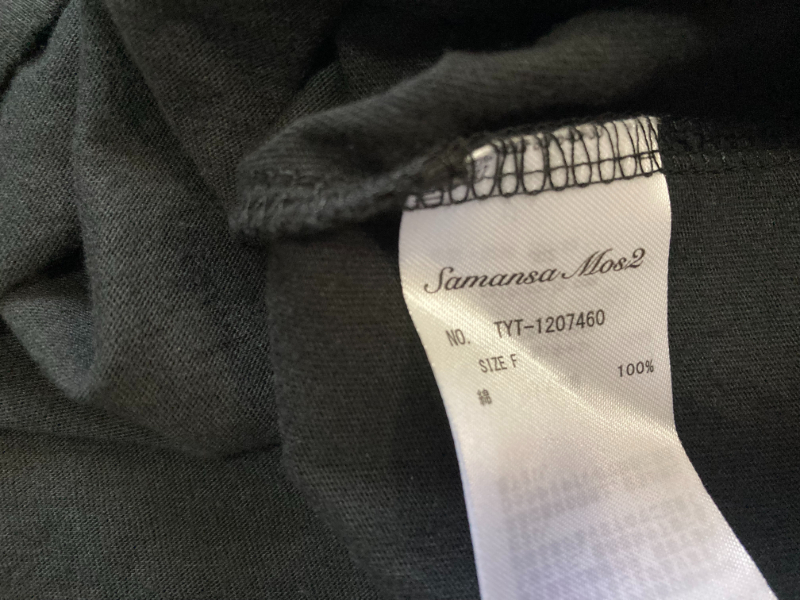 Samansa Mos2
NO. TYT-1207460
SIZE F
綿 100%